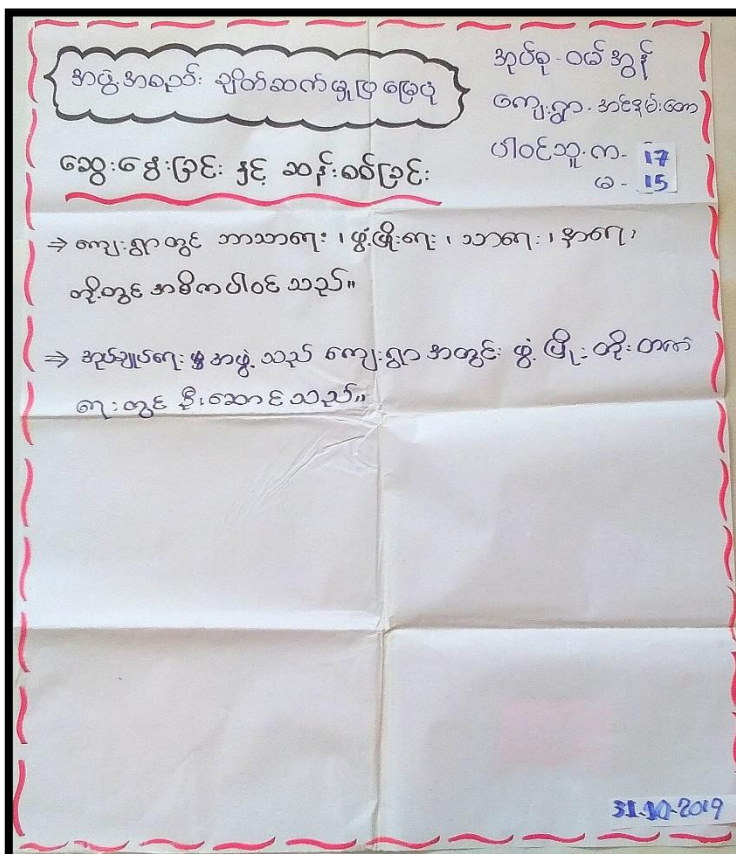 အဖွဲ့အစည်း ချိတ်ဆက်မှုပြ မြေပုံ
အုပ်စု - ဝယ်အွန်
ကျေးရွာ - အင်နမ်းတော
ပါဝင်သူ ကa - 17
မ - 15
ဆွေးနွေးခြင်း နှင့် ဆန်းစစ်ခြင်း
⇒ ကျေးရွာတွင် ဘာသာရေး ၊ ဖွံ့ဖြိုးရေး ၊ သာရေး ၊ နာရေး
တို့တွင် အဓိကပါဝင် သည်။
⇒ အုပ်ချုပ်ရေး အဖွဲ့ သည် ကျေးရွာ အတွင်း ဖွံ့ ဖြိုး တိုး တက်
ရေး တွင် ဦးဆောင် သည်။
31-10-2019